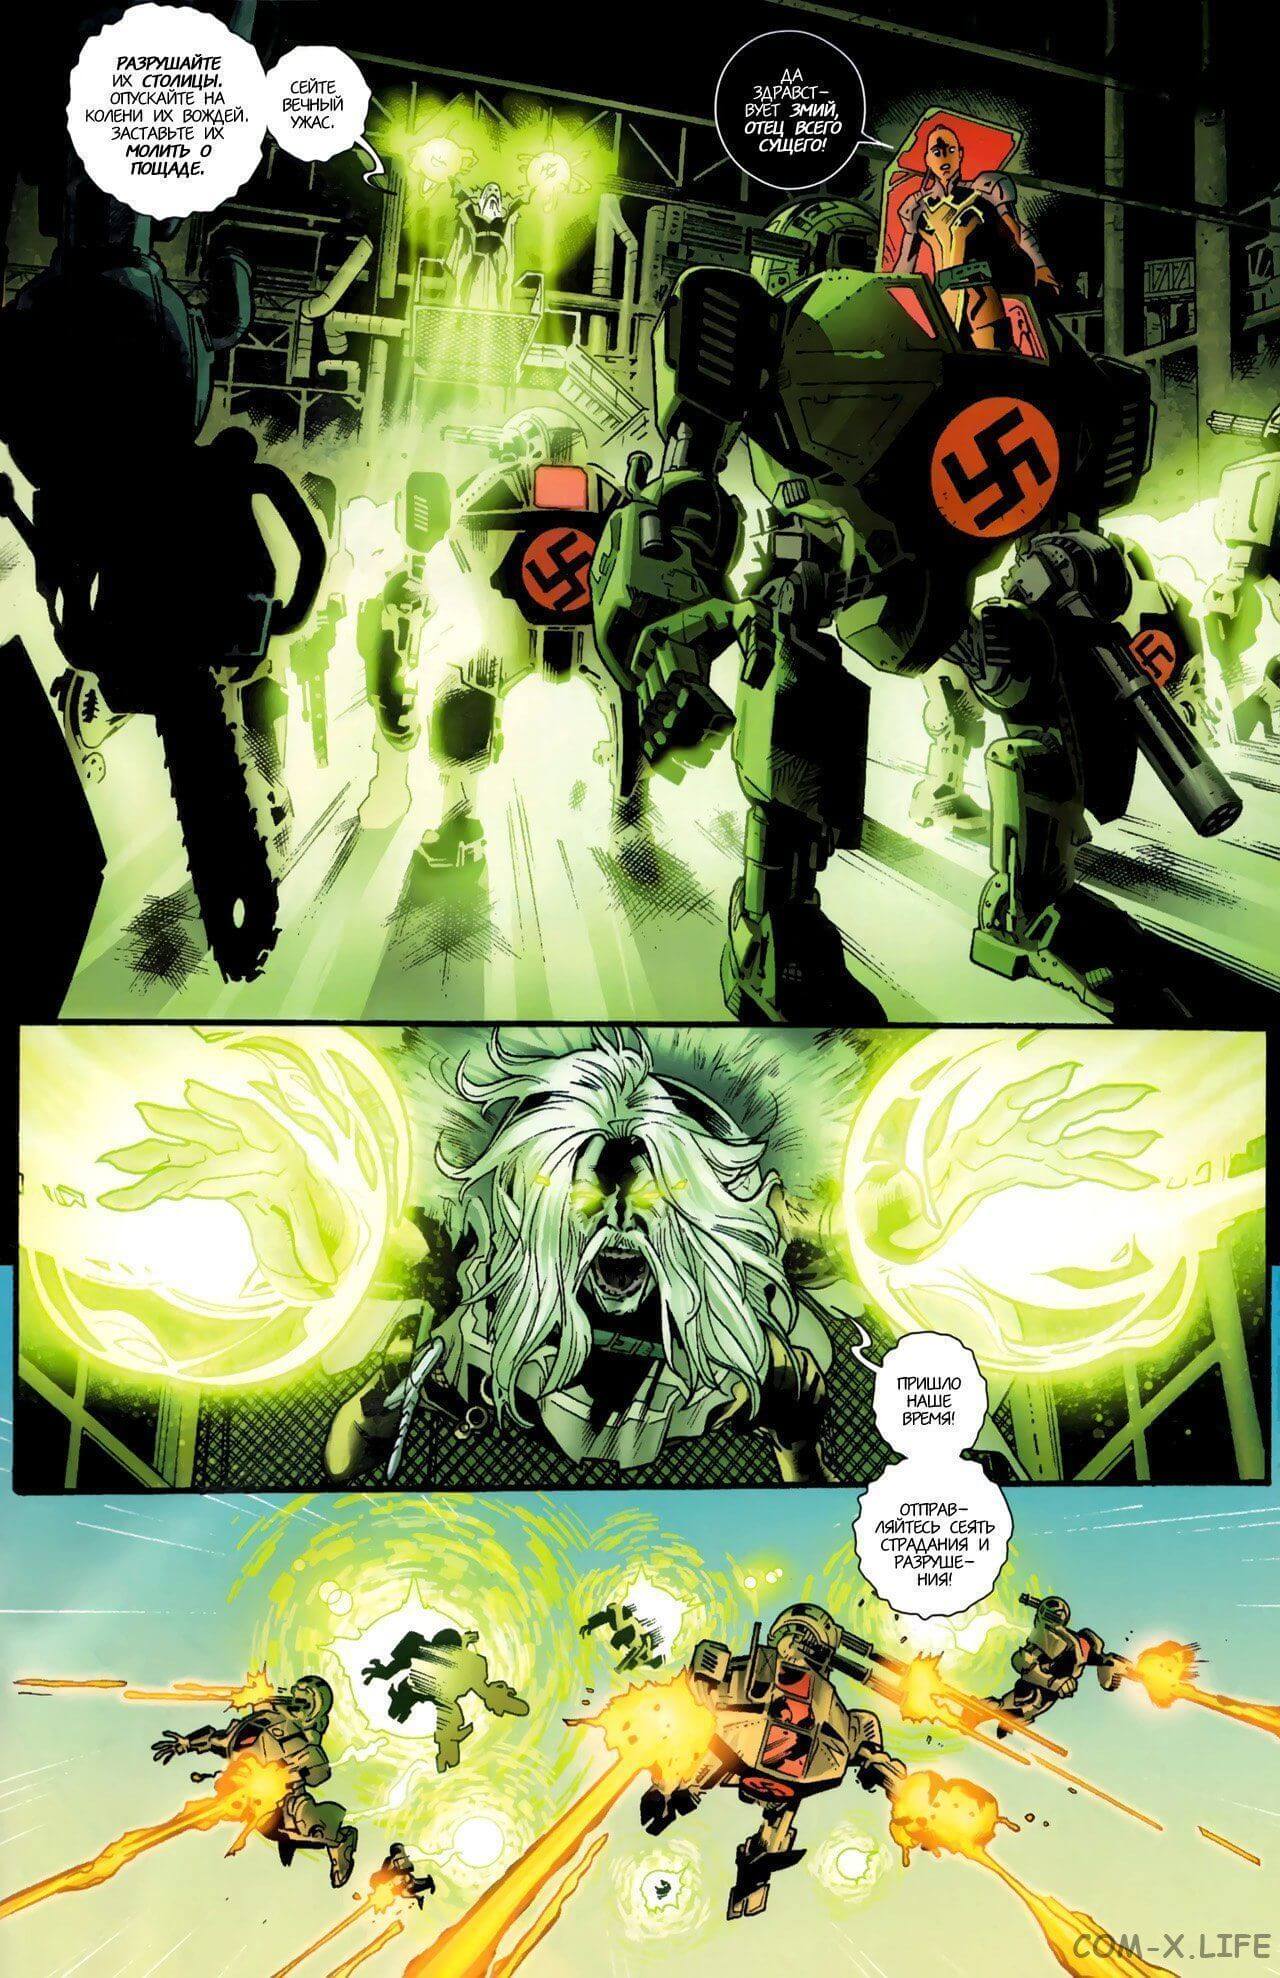 РАЗРУШАЙТЕ
ИХ СТОЛИЦЫ.
ОПУСКАЙТЕ НА
КОЛЕНИ ИХ ВОЖДЕЙ.
ЗАСТАВЬТЕ ИХ
МОЛИТЬ О
ПОЩАДЕ.
СЕЙТЕ
ВЕЧНЫЙ
УЖАС.
ДА
ЗДРАВСТ-
ВУЕТ ЗМИЙ,
ОТЕЦ ВСЕГО
СУЩЕГО!
ПРИШЛО
НАШЕ
ВРЕМЯ!
ОТПРАВ-
ЛЯЙТЕСЬ СЕЯТЬ
СТРАДАНИЯ И
РАЗРУШЕ-
НИЯ!
COM-X.LIFE